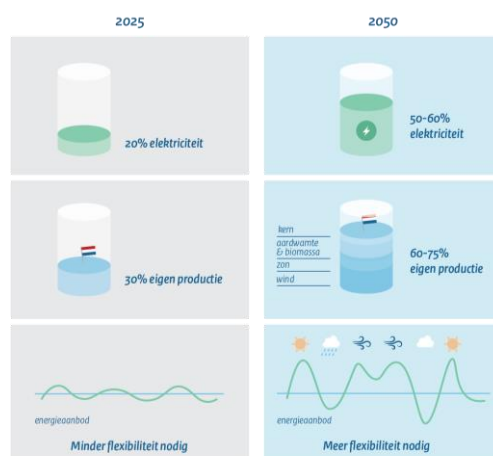 2025
2050
20% elektriciteit
50-60%
elektriciteit
30% eigen productie
kern
aardwamte
& biomassa
zon
wind
60-75%
eigen productie
energieaanbod
Minder flexibiliteit nodig
energieaanbod
Meer flexibiliteit nodig